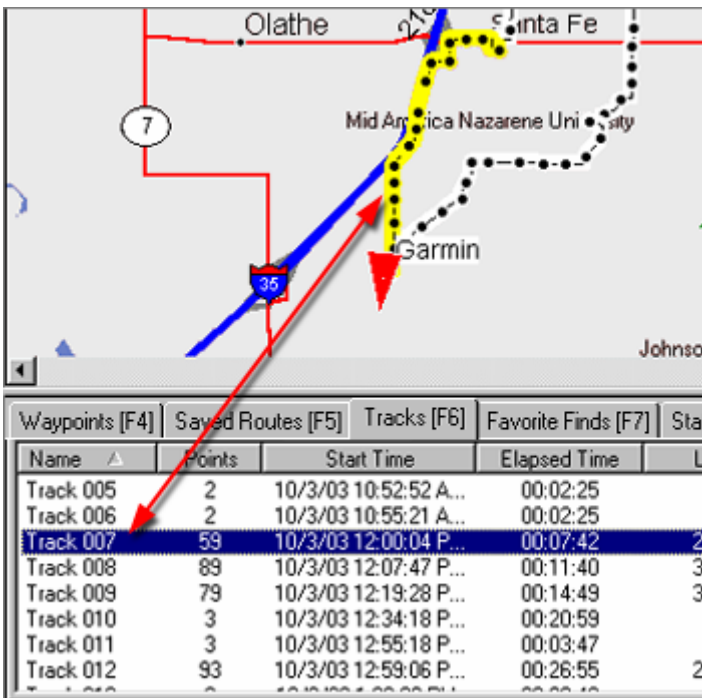 Olathe
Santa Fe
7
Mid America Nazarene University
Garmin
35
Johnso
Waypoints [F4] Saved Routes [F5] Tracks [F6] Favorite Finds [F7] Sta
Name Points Start Time Elapsed Time L
Track 005 2 10/3/03 10:52:52 A... 00:02:25
Track 006 2 10/3/03 10:55:21 A... 00:02:25
Track 007 59 10/3/03 12:00:04 P... 00:07:42 2
Track 008 89 10/3/03 12:07:47 P... 00:11:40 3
Track 009 79 10/3/03 12:19:28 P... 00:14:49 3
Track 010 3 10/3/03 12:34:18 P... 00:20:59
Track 011 3 10/3/03 12:55:18 P... 00:03:47
Track 012 93 10/3/03 12:59:06 P... 00:26:55 2